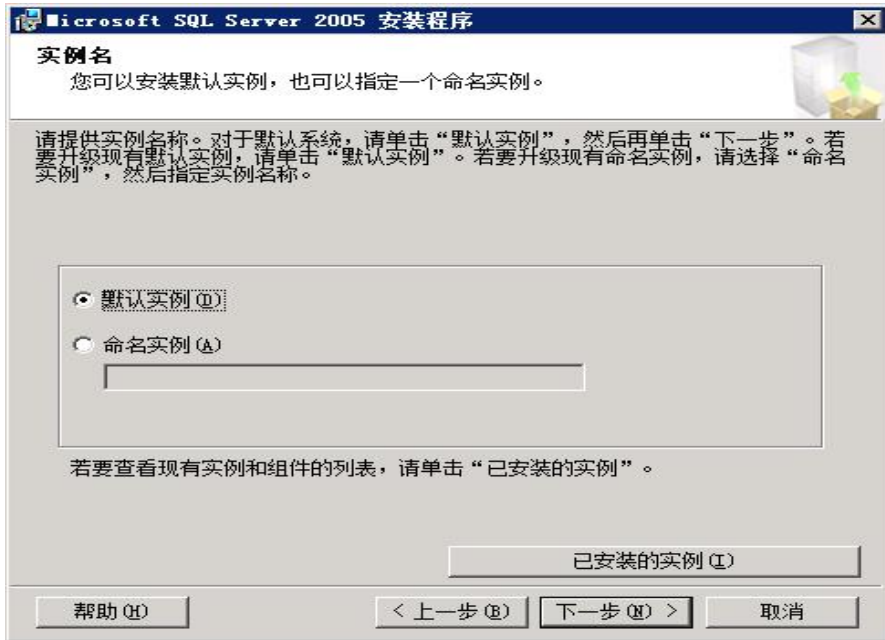 Microsoft SQL Server 2005 安装程序
实例名
您可以安装默认实例，也可以指定一个命名实例。
请提供实例名称。对于默认系统，请单击“默认实例”，然后再单击“下一步”。若
要升级现有默认实例，请单击“默认实例”。若要升级现有命名实例，请选择“命名
实例”，然后指定实例名称。
默认实例(D)
命名实例(A)
若要查看现有实例和组件的列表，请单击“已安装的实例”。
已安装的实例(I)
帮助(H)
< 上一步(B)
下一步(N) >
取消